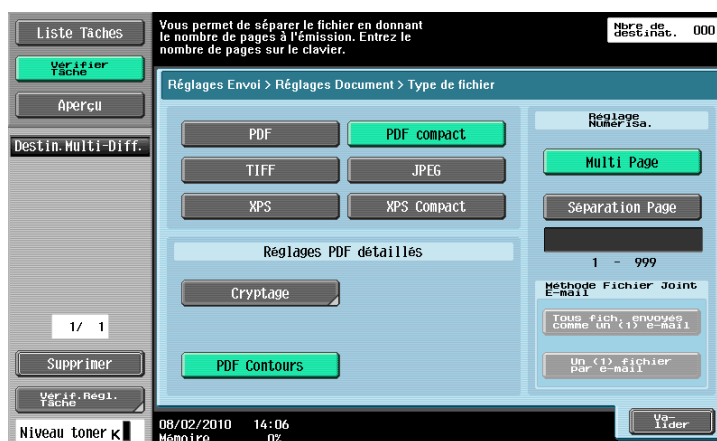 Liste Tâches
Vérifier
Tâche
Aperçu
Destin.Multi-Diff.
1/ 1
Supprimer
Vérif.Régl.
Tâche
Niveau toner K
Vous permet de séparer le fichier en donnant
le nombre de pages à l'émission. Entrez le
nombre de pages sur le clavier.
Nbre de
destinat. 000
Réglages Envoi > Réglages Document > Type de fichier
PDF
PDF compact
TIFF
JPEG
XPS
XPS Compact
Réglages PDF détaillés
Cryptage
PDF Contours
Réglage
Numérisa.
Multi Page
Séparation Page
1 - 999
Méthode Fichier Joint
E-mail
Tous fich. envoyés
comme un (1) e-mail
Un (1) fichier
par e-mail
08/02/2010 14:06
Mémoire 0%
Va-
lider